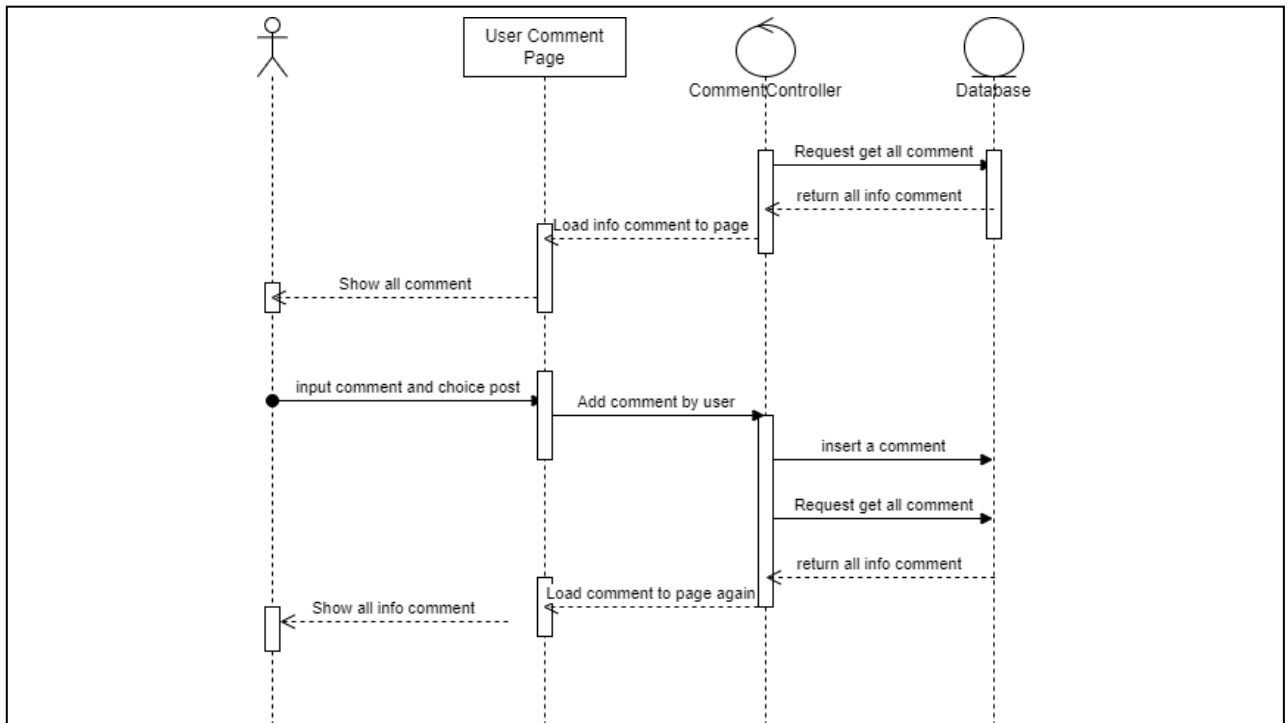 User Comment
Page
CommentController
Database
Request get all comment
return all info comment
Load info comment to page
Show all comment
input comment and choice post
Add comment by user
insert a comment
Request get all comment
return all info comment
Load comment to page again
Show all info comment